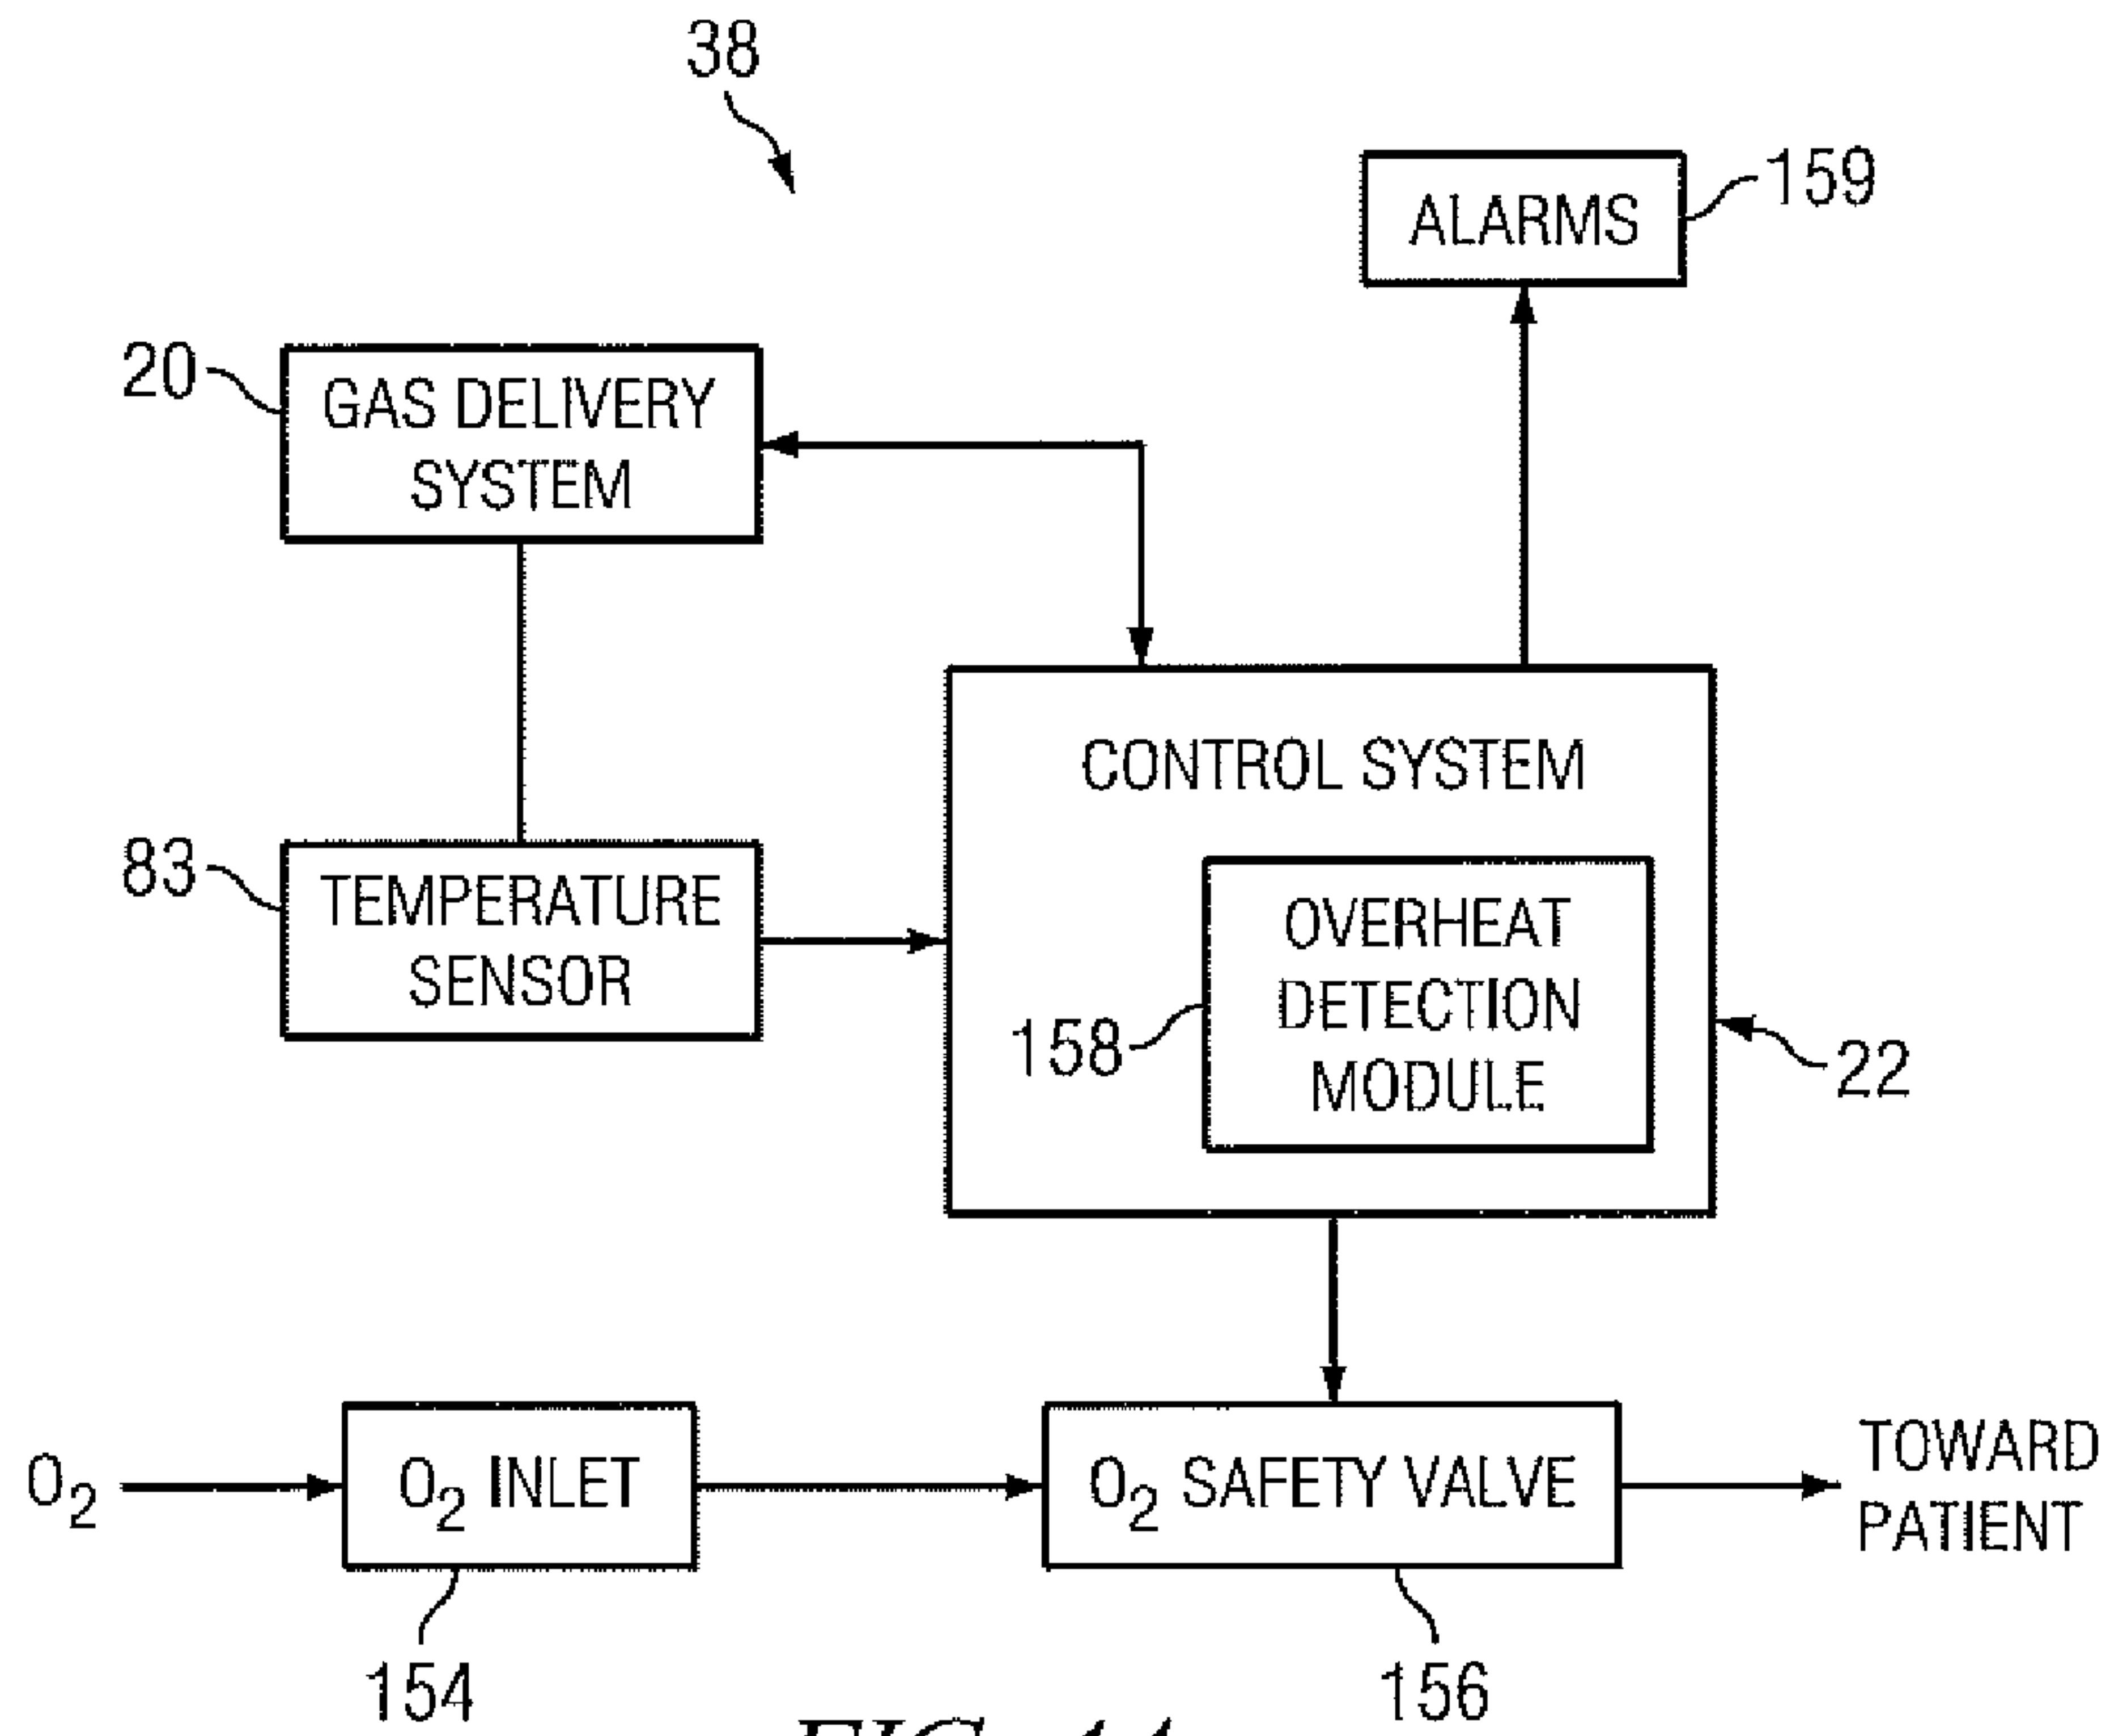 38
ALARMS
159
20
GAS DELIVERY
SYSTEM
CONTROL SYSTEM
83
TEMPERATURE
SENSOR
OVERHEAT
DETECTION
MODULE
158
22
O2
O2 INLET
O2 SAFETY VALVE
TOWARD
PATIENT
154
156